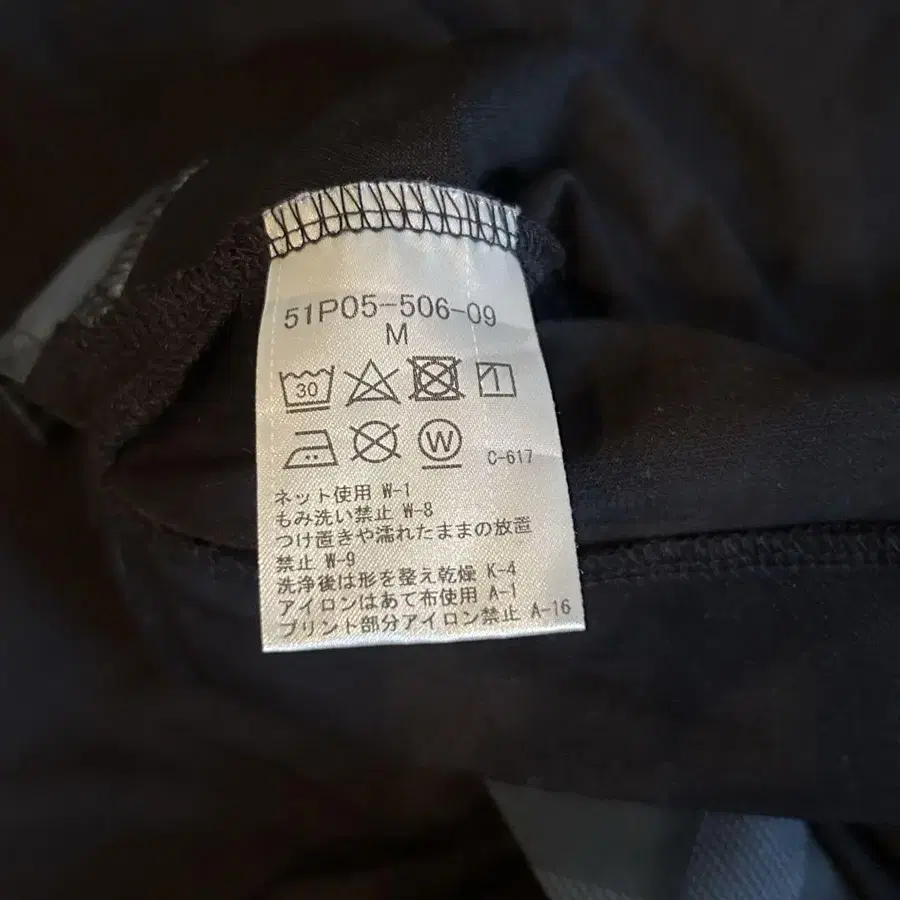 51P05-506-09
M
30
W C-617
ネット使用 W-1
もみ洗い禁止 W-8
つけ置きや濡れたままの放置
禁止 W-9
洗浄後は形を整え乾燥 K-4
アイロンはあて布使用 A-1
プリント部分アイロン禁止 A-16